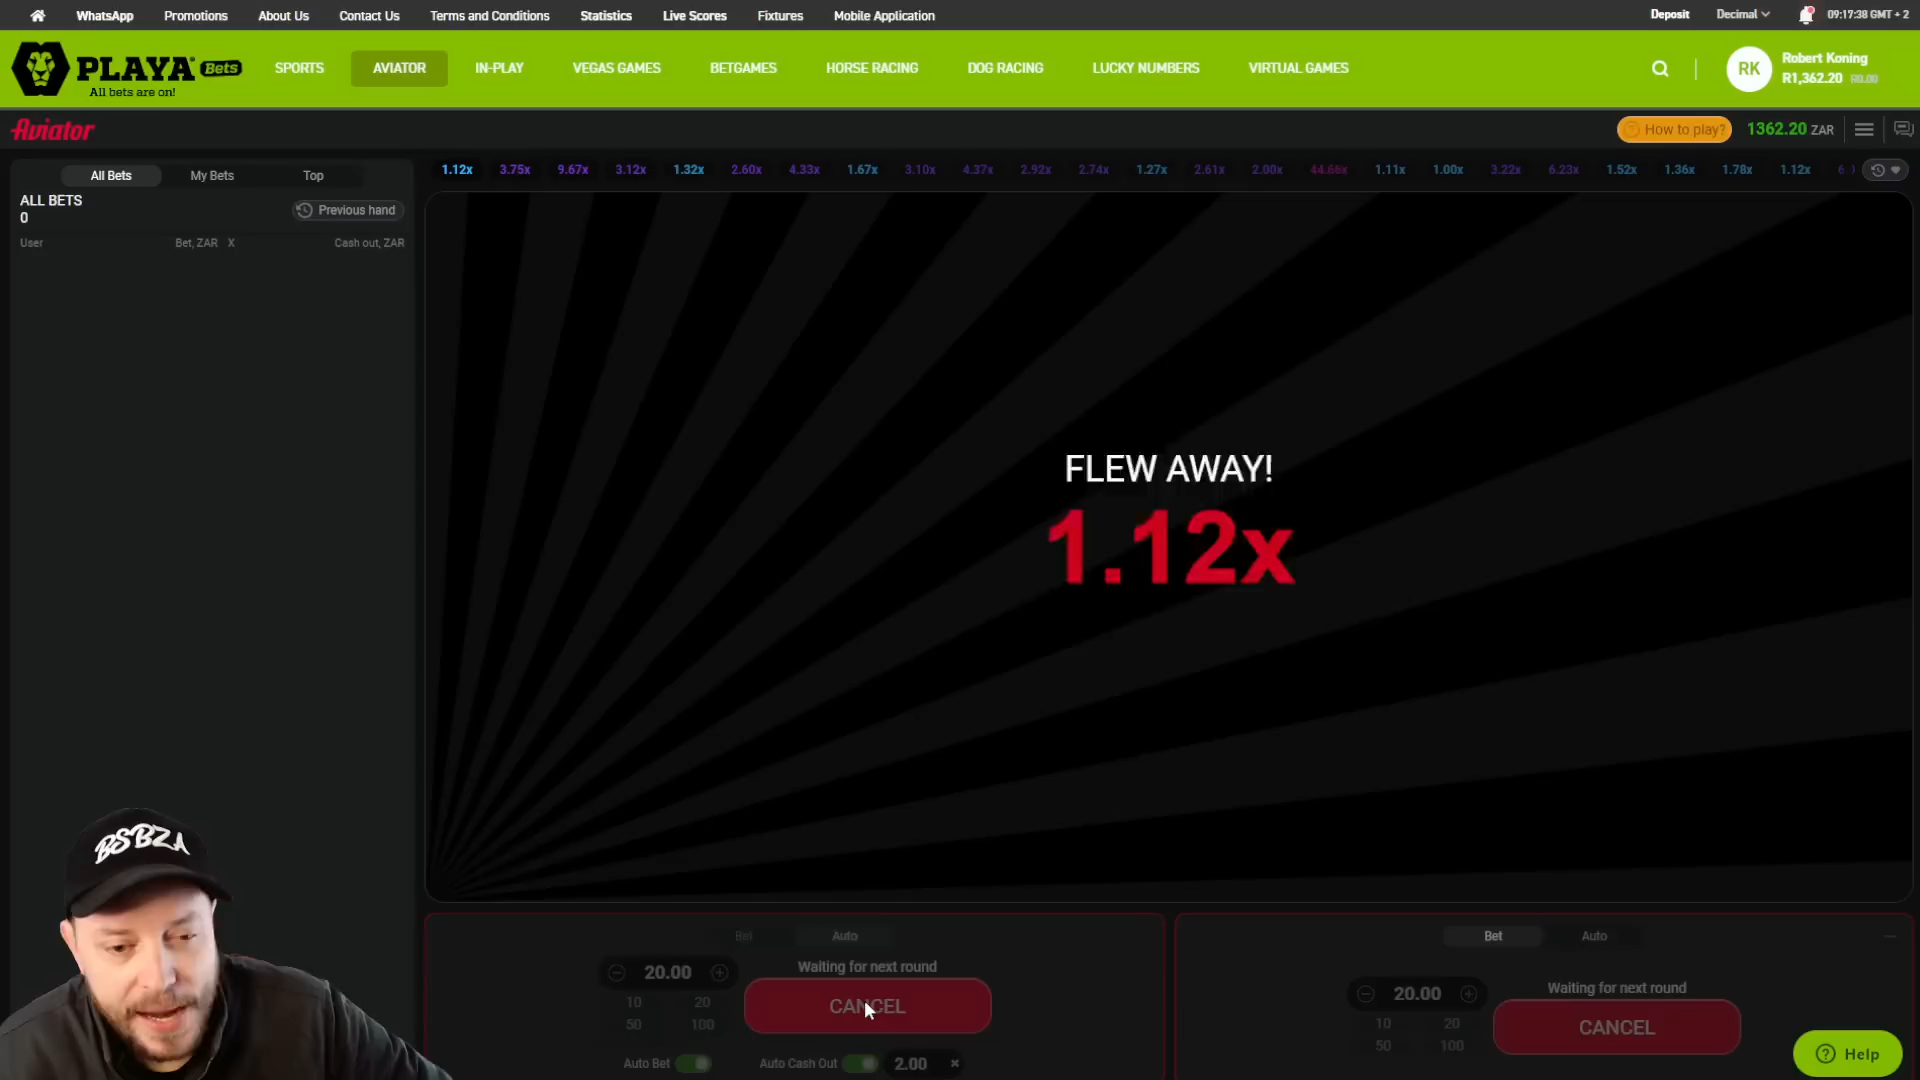 WhatsApp Promotions About Us Contact Us Terms and Conditions Statistics Live Scores Fixtures Mobile Application Deposit Decimal 09:17:38 GMT + 2
PLAYA Bets
All bets are on!
SPORTS AVIATOR IN-PLAY VEGAS GAMES BETGAMES HORSE RACING DOG RACING LUCKY NUMBERS VIRTUAL GAMES
RK
Robert Koning
R1,362.20 R0.00
Aviator
How to play? 1362.20 ZAR
All Bets My Bets Top
1.12x 3.75x 9.67x 3.12x 1.32x 2.60x 4.33x 1.67x 3.10x 4.37x 2.92x 2.74x 1.27x 2.61x 2.00x 44.66x 1.11x 1.00x 3.22x 6.23x 1.52x 1.36x 1.78x 1.12x
ALL BETS
0
Previous hand
User Bet, ZAR X Cash out, ZAR
FLEW AWAY!
1.12x
BSBZA
Bet Auto
20.00
10 20
50 100
Waiting for next round
CANCEL
Auto Bet Auto Cash Out 2.00
Bet Auto
20.00
10 20
50 100
Waiting for next round
CANCEL
Help